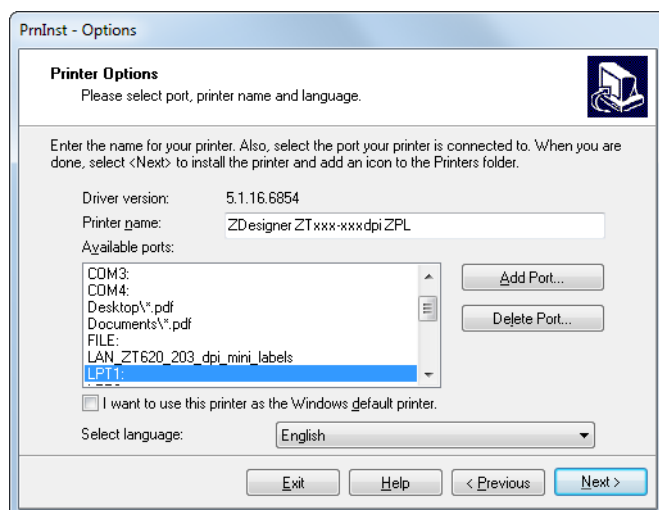 PrnInst - Options
Printer Options
Please select port, printer name and language.
Enter the name for your printer. Also, select the port your printer is connected to. When you are
done, select <Next> to install the printer and add an icon to the Printers folder.
Driver version: 5.1.16.6854
Printer name: ZDesigner ZTxxx-xxxdpi ZPL
Available ports:
COM3:
COM4:
Desktop\*.pdf
Documents\*.pdf
FILE:
LAN_ZT620_203_dpi_mini_labels
LPT1:
Add Port...
Delete Port...
I want to use this printer as the Windows default printer.
Select language: English
Exit Help < Previous Next >